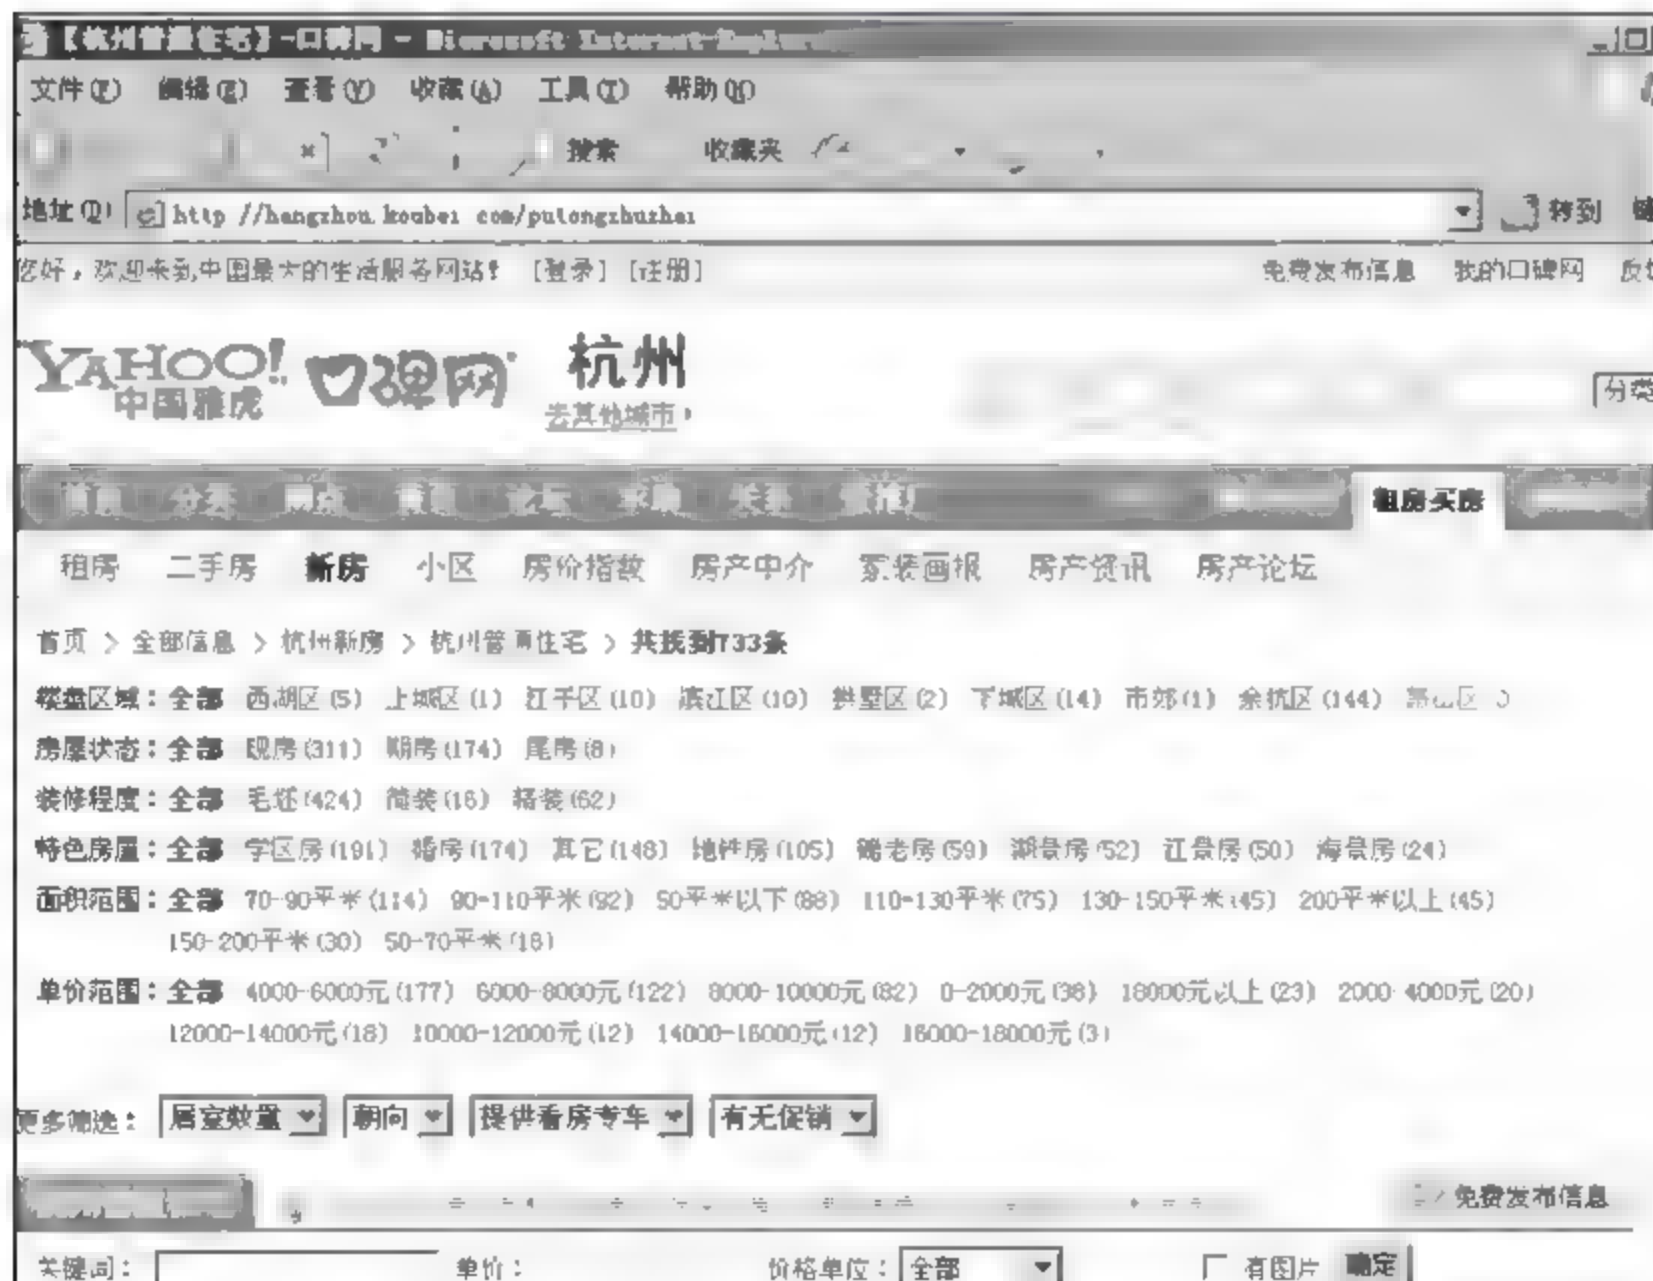 【杭州普通住宅】-口碑网 - Microsoft Internet Explorer
文件(F) 编辑(E) 查看(V) 收藏(A) 工具(T) 帮助(H)
搜索 收藏夹
地址(D) http://hangzhou.koubei.com/putongzhuzhai 转到
您好，欢迎来到中国最大的生活服务网站！ [登录] [注册] 免费发布信息 我的口碑网
YAHOO! 口碑网 杭州
中国雅虎 去其他城市 分类
首页 分类 租房买房
租房 二手房 新房 小区 房价指数 房产中介 家装画报 房产资讯 房产论坛
首页 > 全部信息 > 杭州新房 > 杭州普通住宅 > 共找到733条
楼盘区域：全部 西湖区(5) 上城区(1) 江干区(10) 滨江区(10) 拱墅区(2) 下城区(14) 市郊(1) 余杭区(144) 萧山区
房屋状态：全部 现房(311) 期房(174) 尾房(8)
装修程度：全部 毛坯(424) 简装(16) 精装(62)
特色房屋：全部 学区房(191) 婚房(174) 其它(148) 地铁房(105) 养老房(59) 湖景房(52) 江景房(50) 海景房(24)
面积范围：全部 70-90平米(114) 90-110平米(92) 50平米以下(88) 110-130平米(75) 130-150平米(45) 200平米以上(45)
150-200平米(30) 50-70平米(18)
单价范围：全部 4000-6000元(177) 6000-8000元(122) 8000-10000元(82) 0-2000元(36) 18000元以上(23) 2000-4000元(20)
12000-14000元(18) 10000-12000元(12) 14000-16000元(12) 16000-18000元(3)
更多筛选： 居室数量 朝向 提供看房专车 有无促销
免费发布信息
关键词： 单价： 价格单位： 全部 有图片 确定